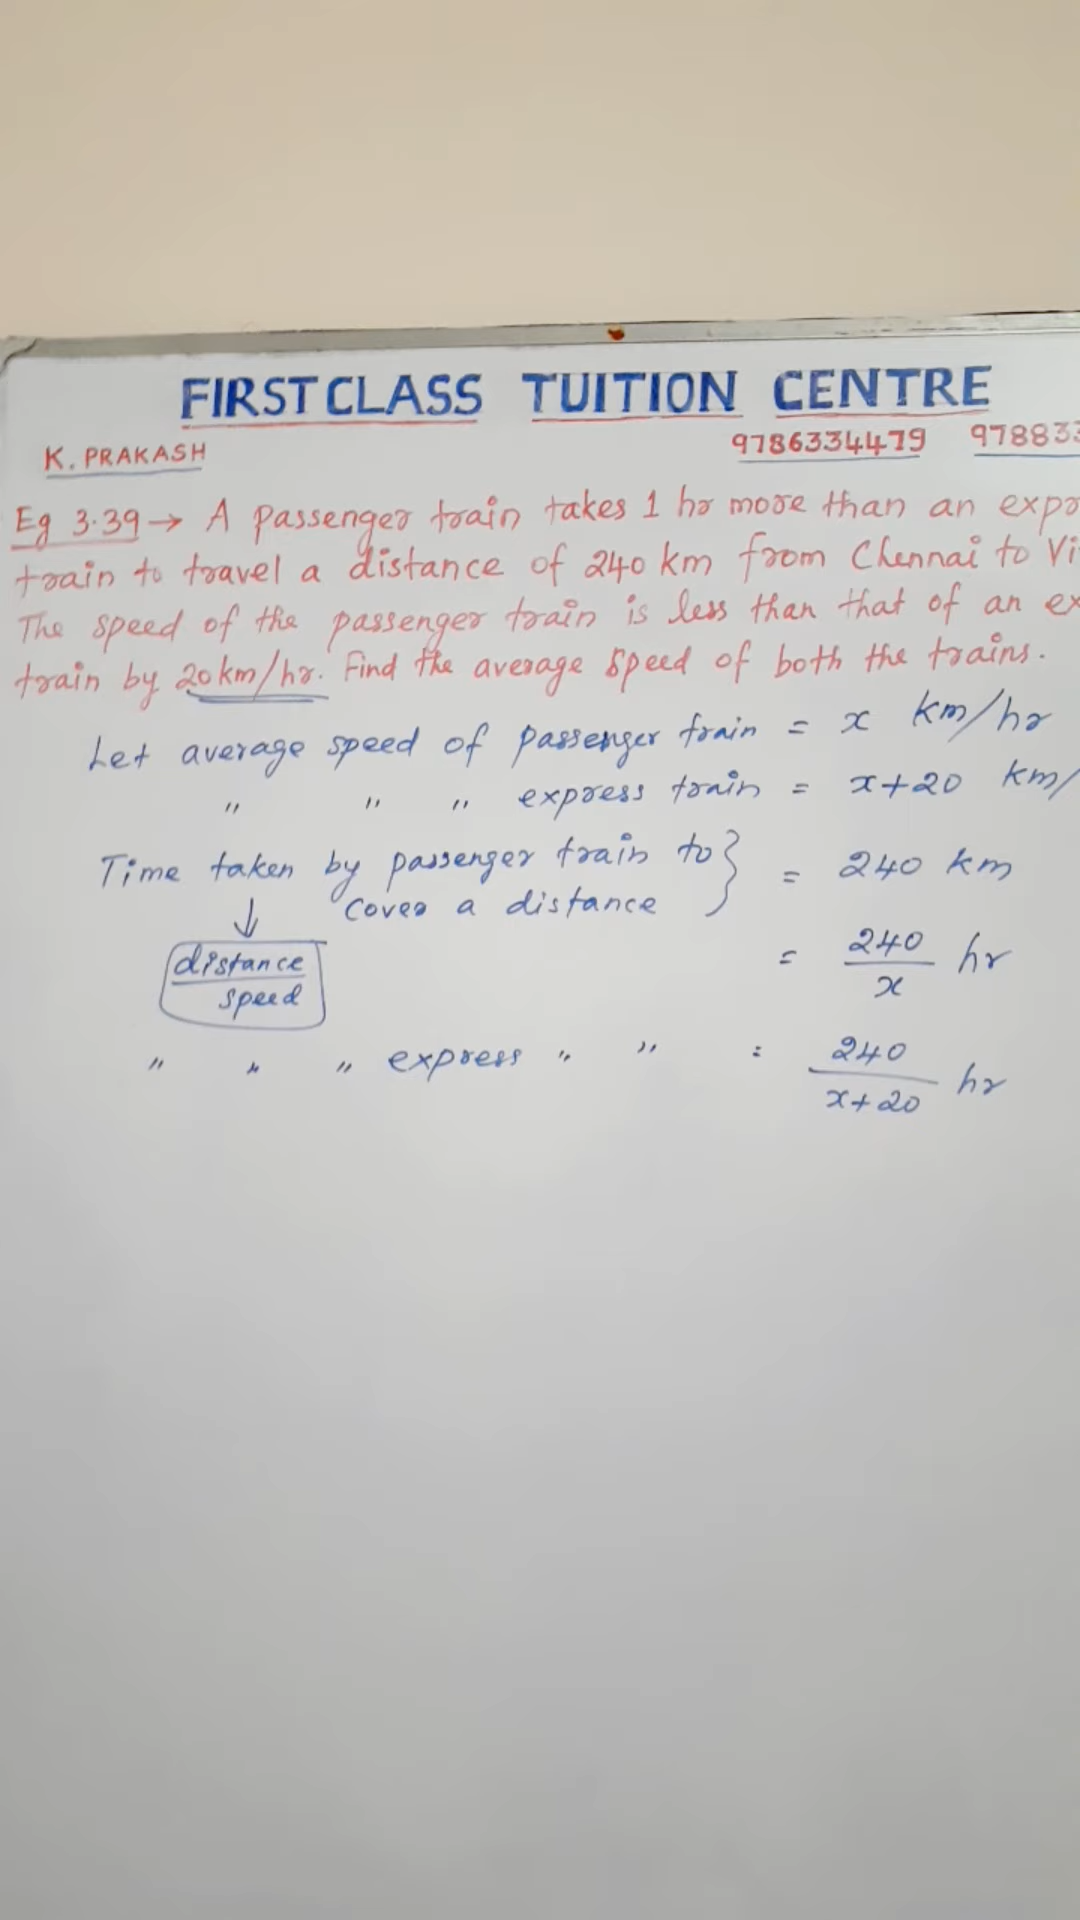 FIRST CLASS TUITION CENTRE
K. PRAKASH 9786334479 97883
Eg 3.39 → A passenger train takes 1 hr more than an
train to travel a distance of 240 km from Chennai to
The speed of the passenger train is less than that of an
train by 20 km/hr. Find the average speed of both the trains.
Let average speed of passenger train = x km/hr
" " " express train = x+20 km/
Time taken by passenger train to } = 240 km
cover a distance
↓
distance/speed = 240/x hr
" " " express " " = 240/x+20 hr